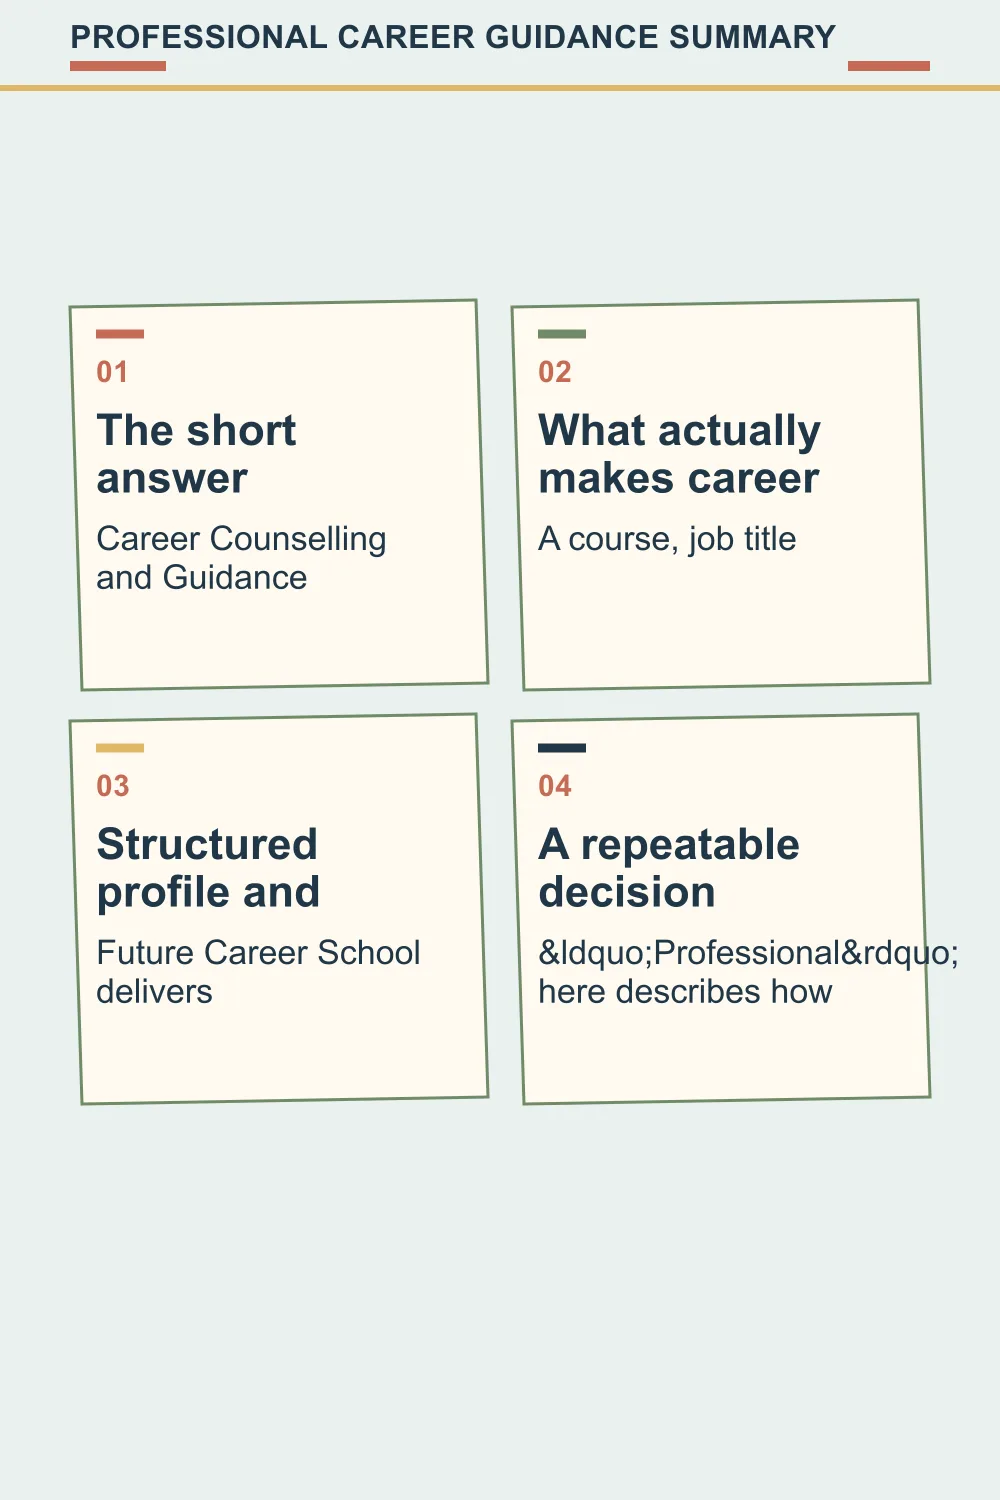 PROFESSIONAL CAREER GUIDANCE SUMMARY
01
The short
answer
Career Counselling
and Guidance
02
What actually
makes career
A course, job title
03
Structured
profile and
Future Career School
delivers
04
A repeatable
decision
&ldquo;Professional&rdquo;
here describes how